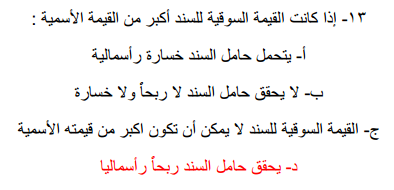 ١٣- إذا كانت القيمة السوقية للسند أكبر من القيمة الأسمية :
أ- يتحمل حامل السند خسارة رأسمالية
ب- لا يحقق حامل السند لا ربحاً ولا خسارة
ج- القيمة السوقية للسند لا يمكن أن تكون اكبر من قيمته الأسمية
د- يحقق حامل السند ربحاً رأسماليا